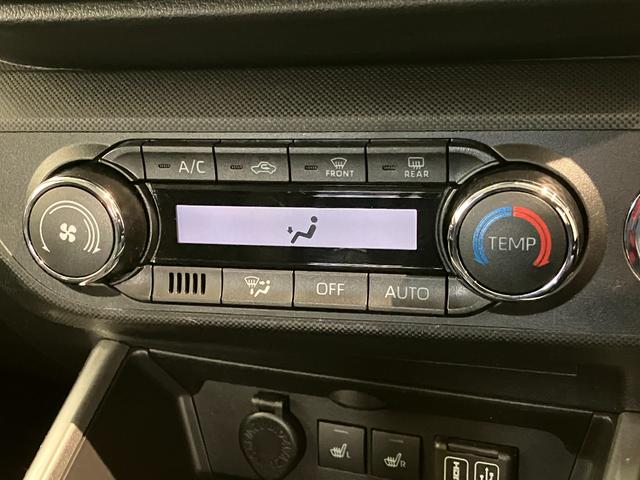 A/C
FRONT
REAR
TEMP
OFF
AUTO
L
R